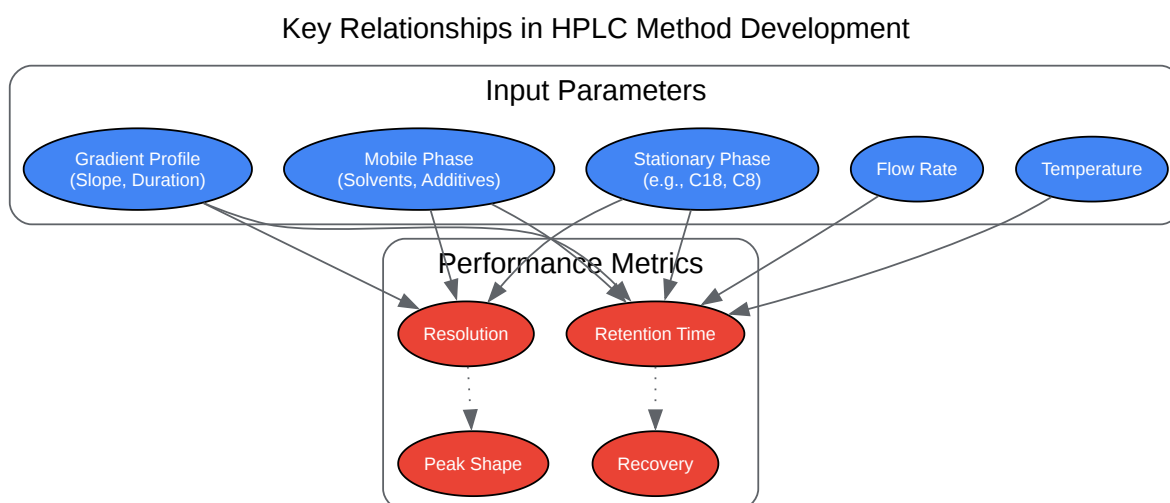 Key Relationships in HPLC Method Development
Input Parameters
Gradient Profile
(Slope, Duration)
Mobile Phase
(Solvents, Additives)
Stationary Phase
(e.g., C18, C8)
Flow Rate
Temperature
Performance Metrics
Resolution
Retention Time
Peak Shape
Recovery